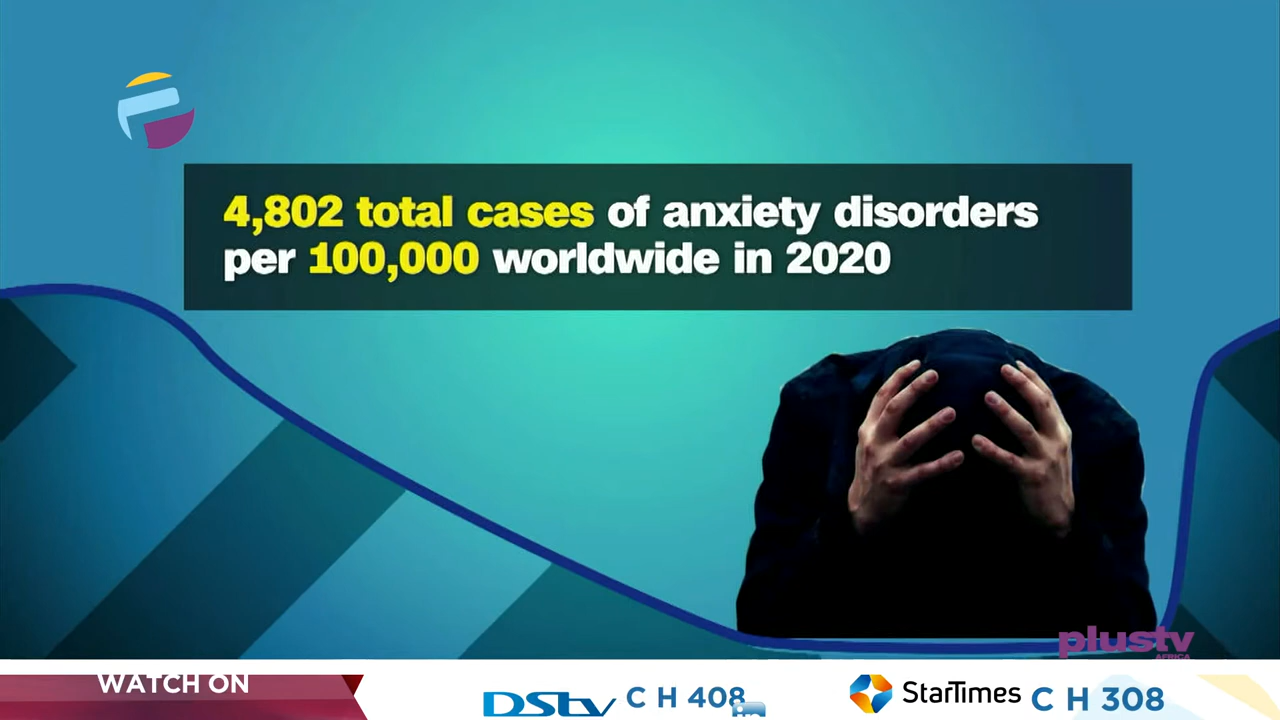 4,802 total cases of anxiety disorders
per 100,000 worldwide in 2020
plustv
AFRICA
WATCH ON
DStv CH 408
StarTimes CH 308